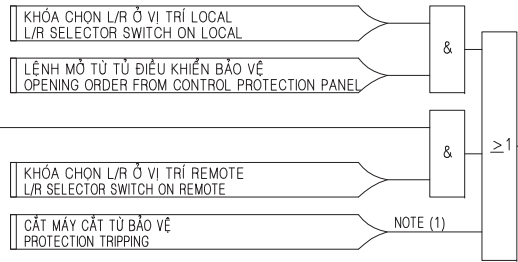 KHÓA CHỌN L/R Ở VỊ TRÍ LOCAL
L/R SELECTOR SWITCH ON LOCAL
&
LỆNH MỞ TỪ TỦ ĐIỀU KHIỂN BẢO VỆ
OPENING ORDER FROM CONTROL PROTECTION PANEL
&
≥1
KHÓA CHỌN L/R Ở VỊ TRÍ REMOTE
L/R SELECTOR SWITCH ON REMOTE
CẮT MÁY CẮT TỪ BẢO VỆ
PROTECTION TRIPPING
NOTE (1)